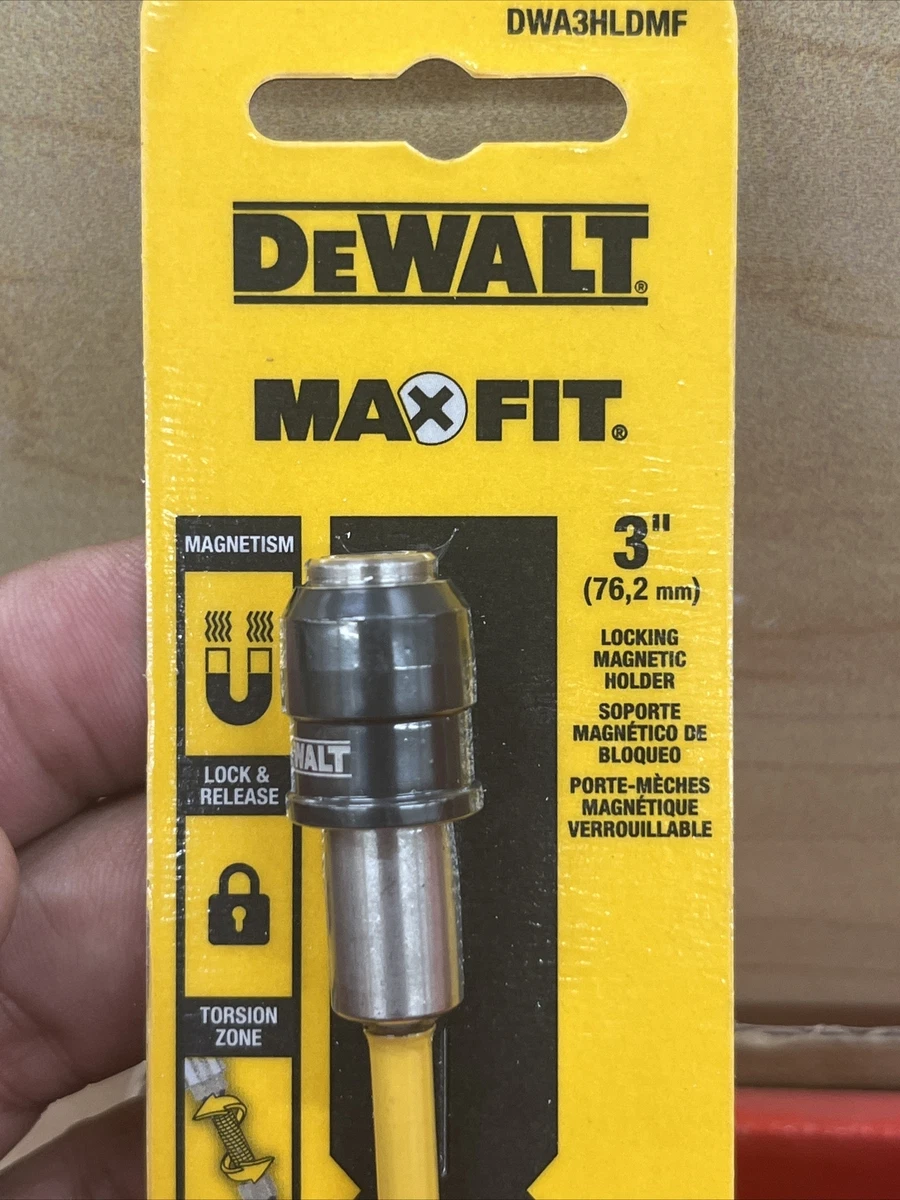 DWA3HLDMF
DEWALT®
MAXFIT®
MAGNETISM
LOCK &
RELEASE
TORSION
ZONE
WALT
3"
(76,2 mm)
LOCKING
MAGNETIC
HOLDER
SOPORTE
MAGNÉTICO DE
BLOQUEO
PORTE-MÈCHES
MAGNÉTIQUE
VERROUILLABLE